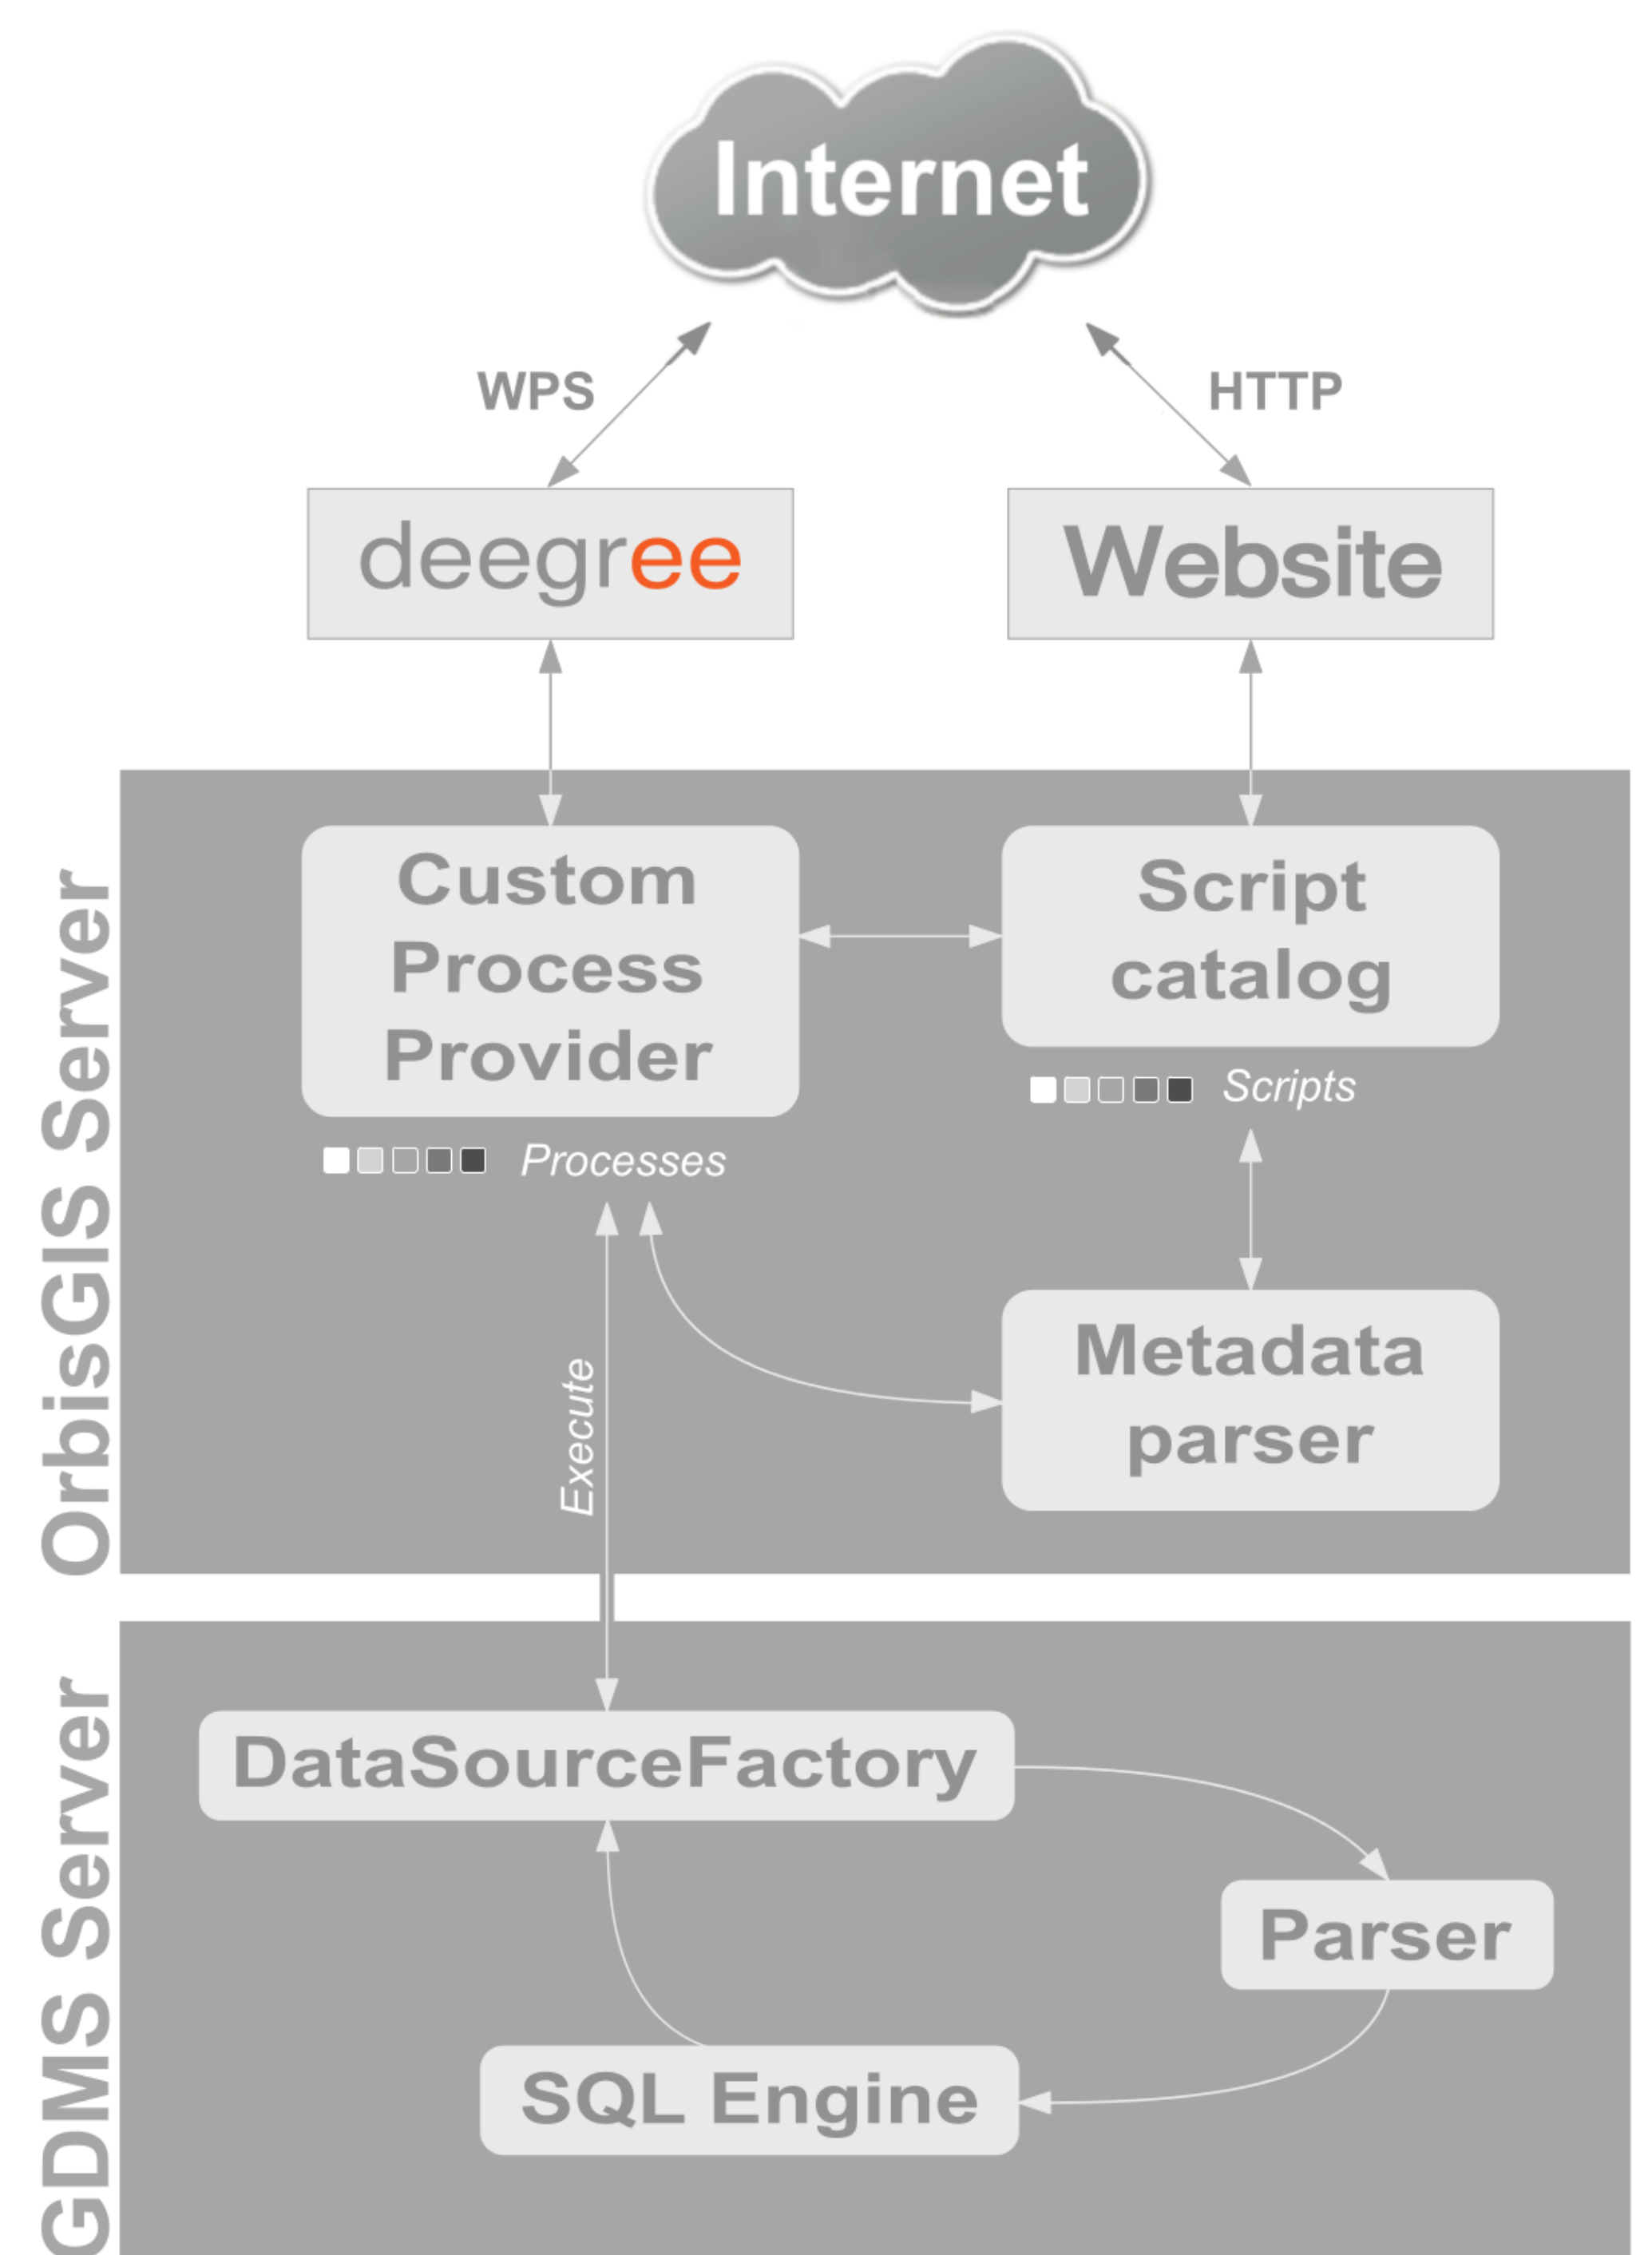 Internet
WPS
HTTP
deegree
Website
OrbisGIS Server
Custom
Process
Provider
Script
catalog
Scripts
Processes
Execute
Metadata
parser
GDMS Server
DataSourceFactory
Parser
SQL Engine